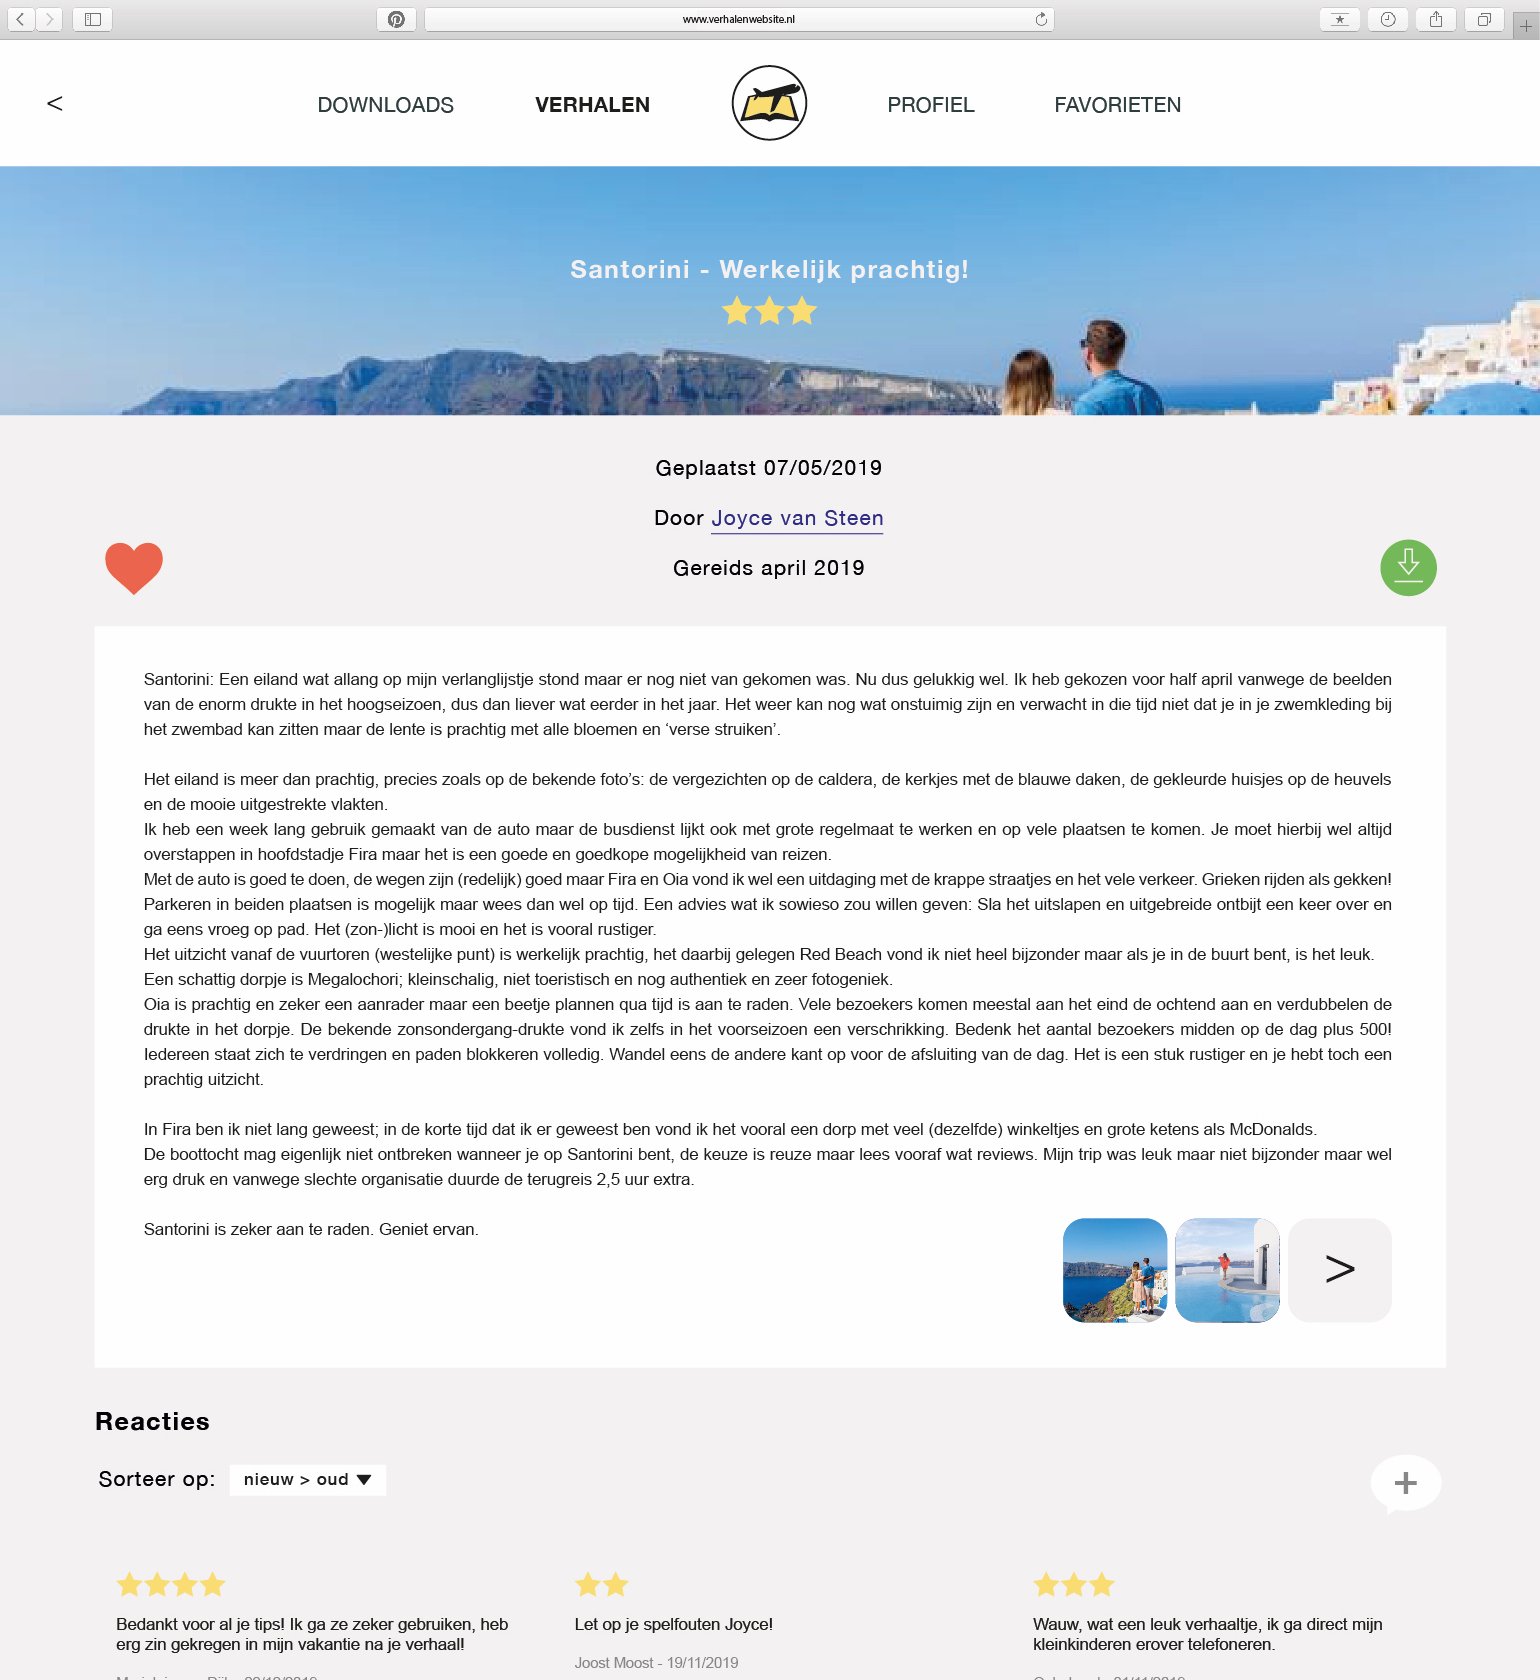 www.verhalenwebsite.nl
<
DOWNLOADS
VERHALEN
PROFIEL
FAVORIETEN
Santorini - Werkelijk prachtig!
Geplaatst 07/05/2019
Door Joyce van Steen
Gereids april 2019
Santorini: Een eiland wat allang op mijn verlanglijstje stond maar er nog niet van gekomen was. Nu dus gelukkig wel. Ik heb gekozen voor half april vanwege de beelden
van de enorm drukte in het hoogseizoen, dus dan liever wat eerder in het jaar. Het weer kan nog wat onstuimig zijn en verwacht in die tijd niet dat je in je zwemkleding bij
het zwembad kan zitten maar de lente is prachtig met alle bloemen en ‘verse struiken’.
Het eiland is meer dan prachtig, precies zoals op de bekende foto’s: de vergezichten op de caldera, de kerkjes met de blauwe daken, de gekleurde huisjes op de heuvels
en de mooie uitgestrekte vlakten.
Ik heb een week lang gebruik gemaakt van de auto maar de busdienst lijkt ook met grote regelmaat te werken en op vele plaatsen te komen. Je moet hierbij wel altijd
overstappen in hoofdstadje Fira maar het is een goede en goedkope mogelijkheid van reizen.
Met de auto is goed te doen, de wegen zijn (redelijk) goed maar Fira en Oia vond ik wel een uitdaging met de krappe straatjes en het vele verkeer. Grieken rijden als gekken!
Parkeren in beiden plaatsen is mogelijk maar wees dan wel op tijd. Een advies wat ik sowieso zou willen geven: Sla het uitslapen en uitgebreide ontbijt een keer over en
ga eens vroeg op pad. Het (zon-)licht is mooi en het is vooral rustiger.
Het uitzicht vanaf de vuurtoren (westelijke punt) is werkelijk prachtig, het daarbij gelegen Red Beach vond ik niet heel bijzonder maar als je in de buurt bent, is het leuk.
Een schattig dorpje is Megalochori; kleinschalig, niet toeristisch en nog authentiek en zeer fotogeniek.
Oia is prachtig en zeker een aanrader maar een beetje plannen qua tijd is aan te raden. Vele bezoekers komen meestal aan het eind de ochtend aan en verdubbelen de
drukte in het dorpje. De bekende zonsondergang-drukte vond ik zelfs in het voorseizoen een verschrikking. Bedenk het aantal bezoekers midden op de dag plus 500!
Iedereen staat zich te verdringen en paden blokkeren volledig. Wandel eens de andere kant op voor de afsluiting van de dag. Het is een stuk rustiger en je hebt toch een
prachtig uitzicht.
In Fira ben ik niet lang geweest; in de korte tijd dat ik er geweest ben vond ik het vooral een dorp met veel (dezelfde) winkeltjes en grote ketens als McDonalds.
De boottocht mag eigenlijk niet ontbreken wanneer je op Santorini bent, de keuze is reuze maar lees vooraf wat reviews. Mijn trip was leuk maar niet bijzonder maar wel
erg druk en vanwege slechte organisatie duurde de terugreis 2,5 uur extra.
Santorini is zeker aan te raden. Geniet ervan.
>
Reacties
Sorteer op: nieuw > oud
+
Bedankt voor al je tips! Ik ga ze zeker gebruiken, heb
erg zin gekregen in mijn vakantie na je verhaal!
Let op je spelfouten Joyce!
Joost Moost - 19/11/2019
Wauw, wat een leuk verhaaltje, ik ga direct mijn
kleinkinderen erover telefoneren.